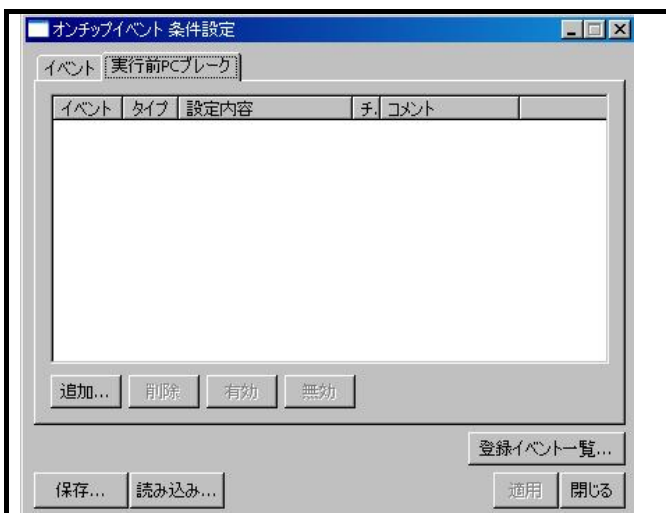 オンチップイベント 条件設定
イベント 実行前PCブレーク
イベント タイプ 設定内容 チ. コメント
追加... 削除 有効 無効
登録イベント一覧...
保存... 読み込み... 適用 閉じる